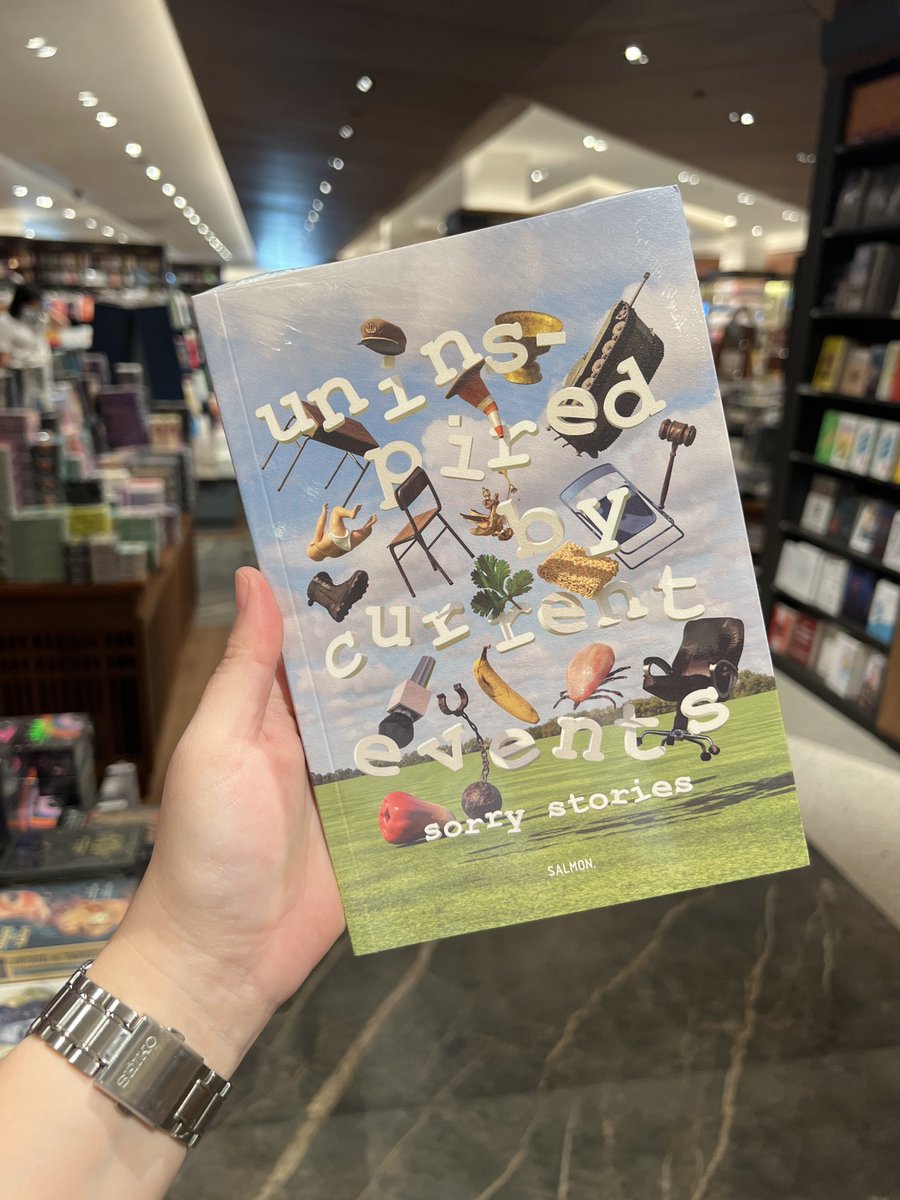 unins-
pired
by
current
events
sorry stories
SALMON
SEIKO